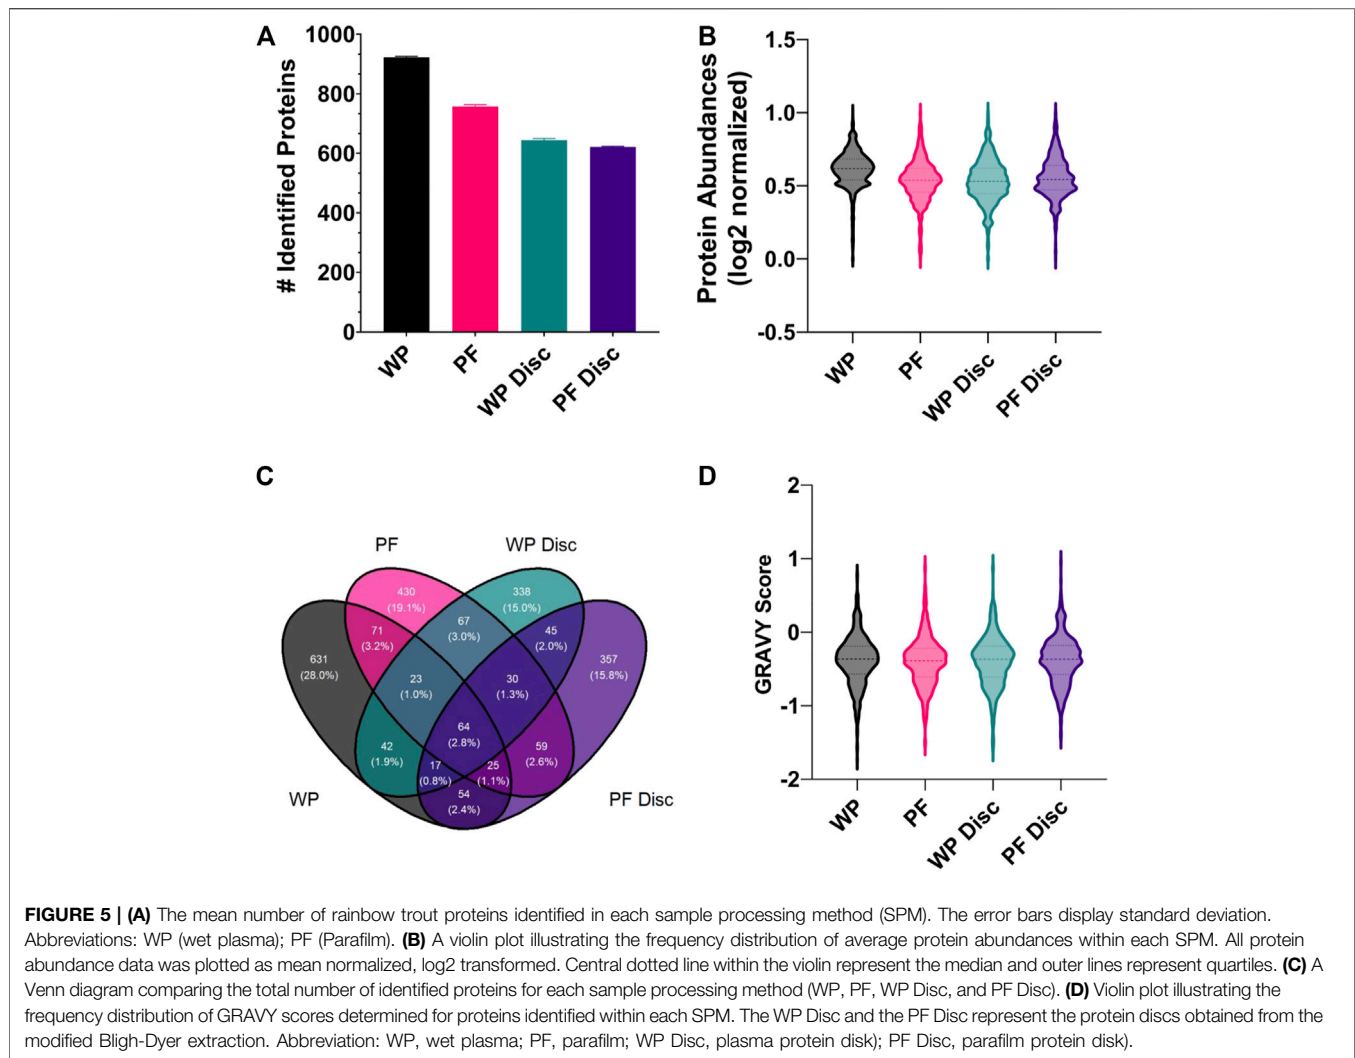 A
# Identified Proteins
1000
800
600
400
200
0
WP
PF
WP Disc
PF Disc
B
Protein Abundances
(log2 normalized)
1.5
1.0
0.5
0.0
-0.5
WP
PF
WP Disc
PF Disc
C
PF
WP Disc
430
(19.1%)
338
(15.0%)
67
(3.0%)
71
(3.2%)
45
(2.0%)
631
(28.0%)
357
(15.8%)
23
(1.0%)
30
(1.3%)
64
(2.8%)
42
(1.9%)
59
(2.6%)
17
(0.8%)
25
(1.1%)
54
(2.4%)
WP
PF Disc
D
GRAVY Score
2
1
0
-1
-2
WP
PF
WP Disc
PF Disc
FIGURE 5 | (A) The mean number of rainbow trout proteins identified in each sample processing method (SPM). The error bars display standard deviation.
Abbreviations: WP (wet plasma); PF (Parafilm). (B) A violin plot illustrating the frequency distribution of average protein abundances within each SPM. All protein
abundance data was plotted as mean normalized, log2 transformed. Central dotted line within the violin represent the median and outer lines represent quartiles. (C) A
Venn diagram comparing the total number of identified proteins for each sample processing method (WP, PF, WP Disc, and PF Disc). (D) Violin plot illustrating the
frequency distribution of GRAVY scores determined for proteins identified within each SPM. The WP Disc and the PF Disc represent the protein discs obtained from the
modified Bligh-Dyer extraction. Abbreviation: WP, wet plasma; PF, parafilm; WP Disc, plasma protein disk); PF Disc, parafilm protein disk).